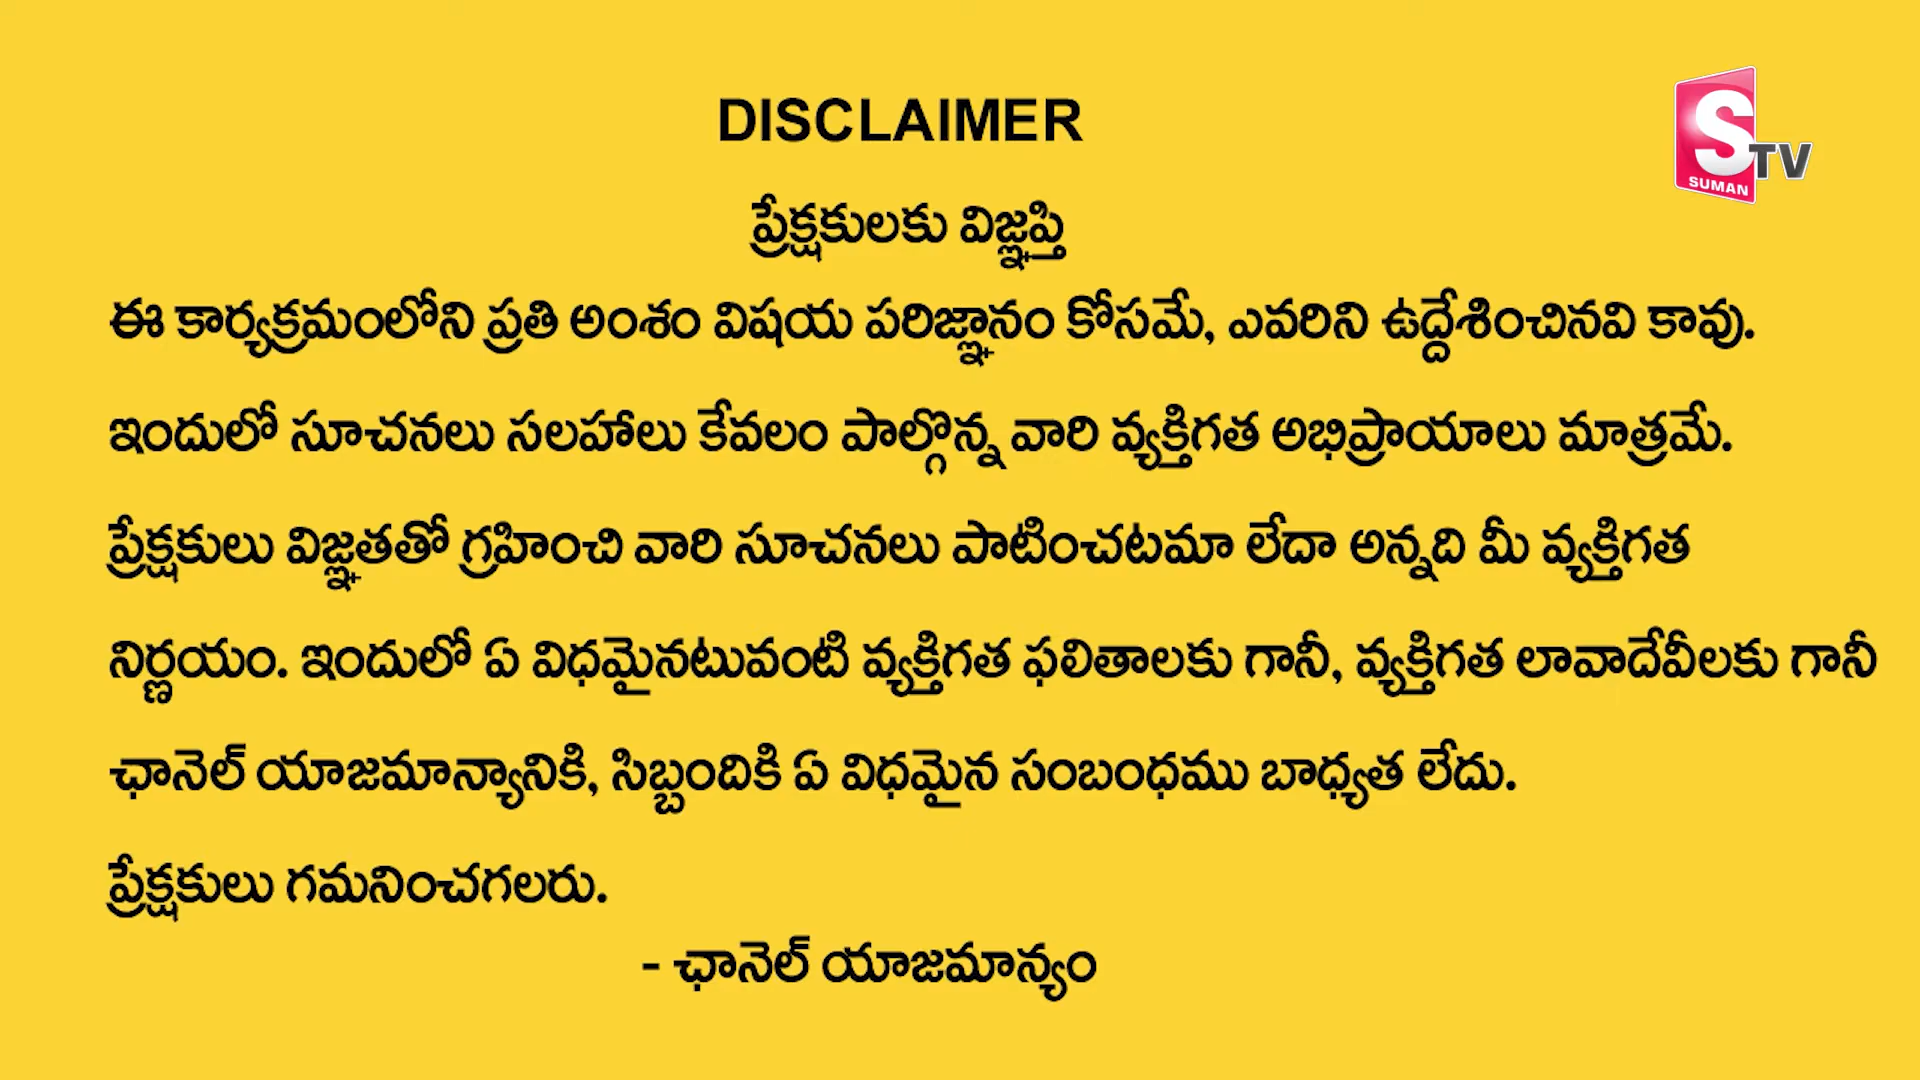 DISCLAIMER
S TV
SUMAN
ప్రేక్షకులకు విజ్ఞప్తి
ఈ కార్యక్రమంలోని ప్రతి అంశం విషయ పరిజ్ఞానం కోసమే, ఎవరిని ఉద్దేశించినవి కావు.
ఇందులో సూచనలు సలహాలు కేవలం పాల్గొన్న వారి వ్యక్తిగత అభిప్రాయాలు మాత్రమే.
ప్రేక్షకులు విజ్ఞతతో గ్రహించి వారి సూచనలు పాటించటమా లేదా అన్నది మీ వ్యక్తిగత
నిర్ణయం. ఇందులో ఏ విధమైనటువంటి వ్యక్తిగత ఫలితాలకు గానీ, వ్యక్తిగత లావాదేవీలకు గానీ
ఛానెల్ యాజమాన్యానికి, సిబ్బందికి ఏ విధమైన సంబంధము బాధ్యత లేదు.
ప్రేక్షకులు గమనించగలరు.
- ఛానెల్ యాజమాన్యం